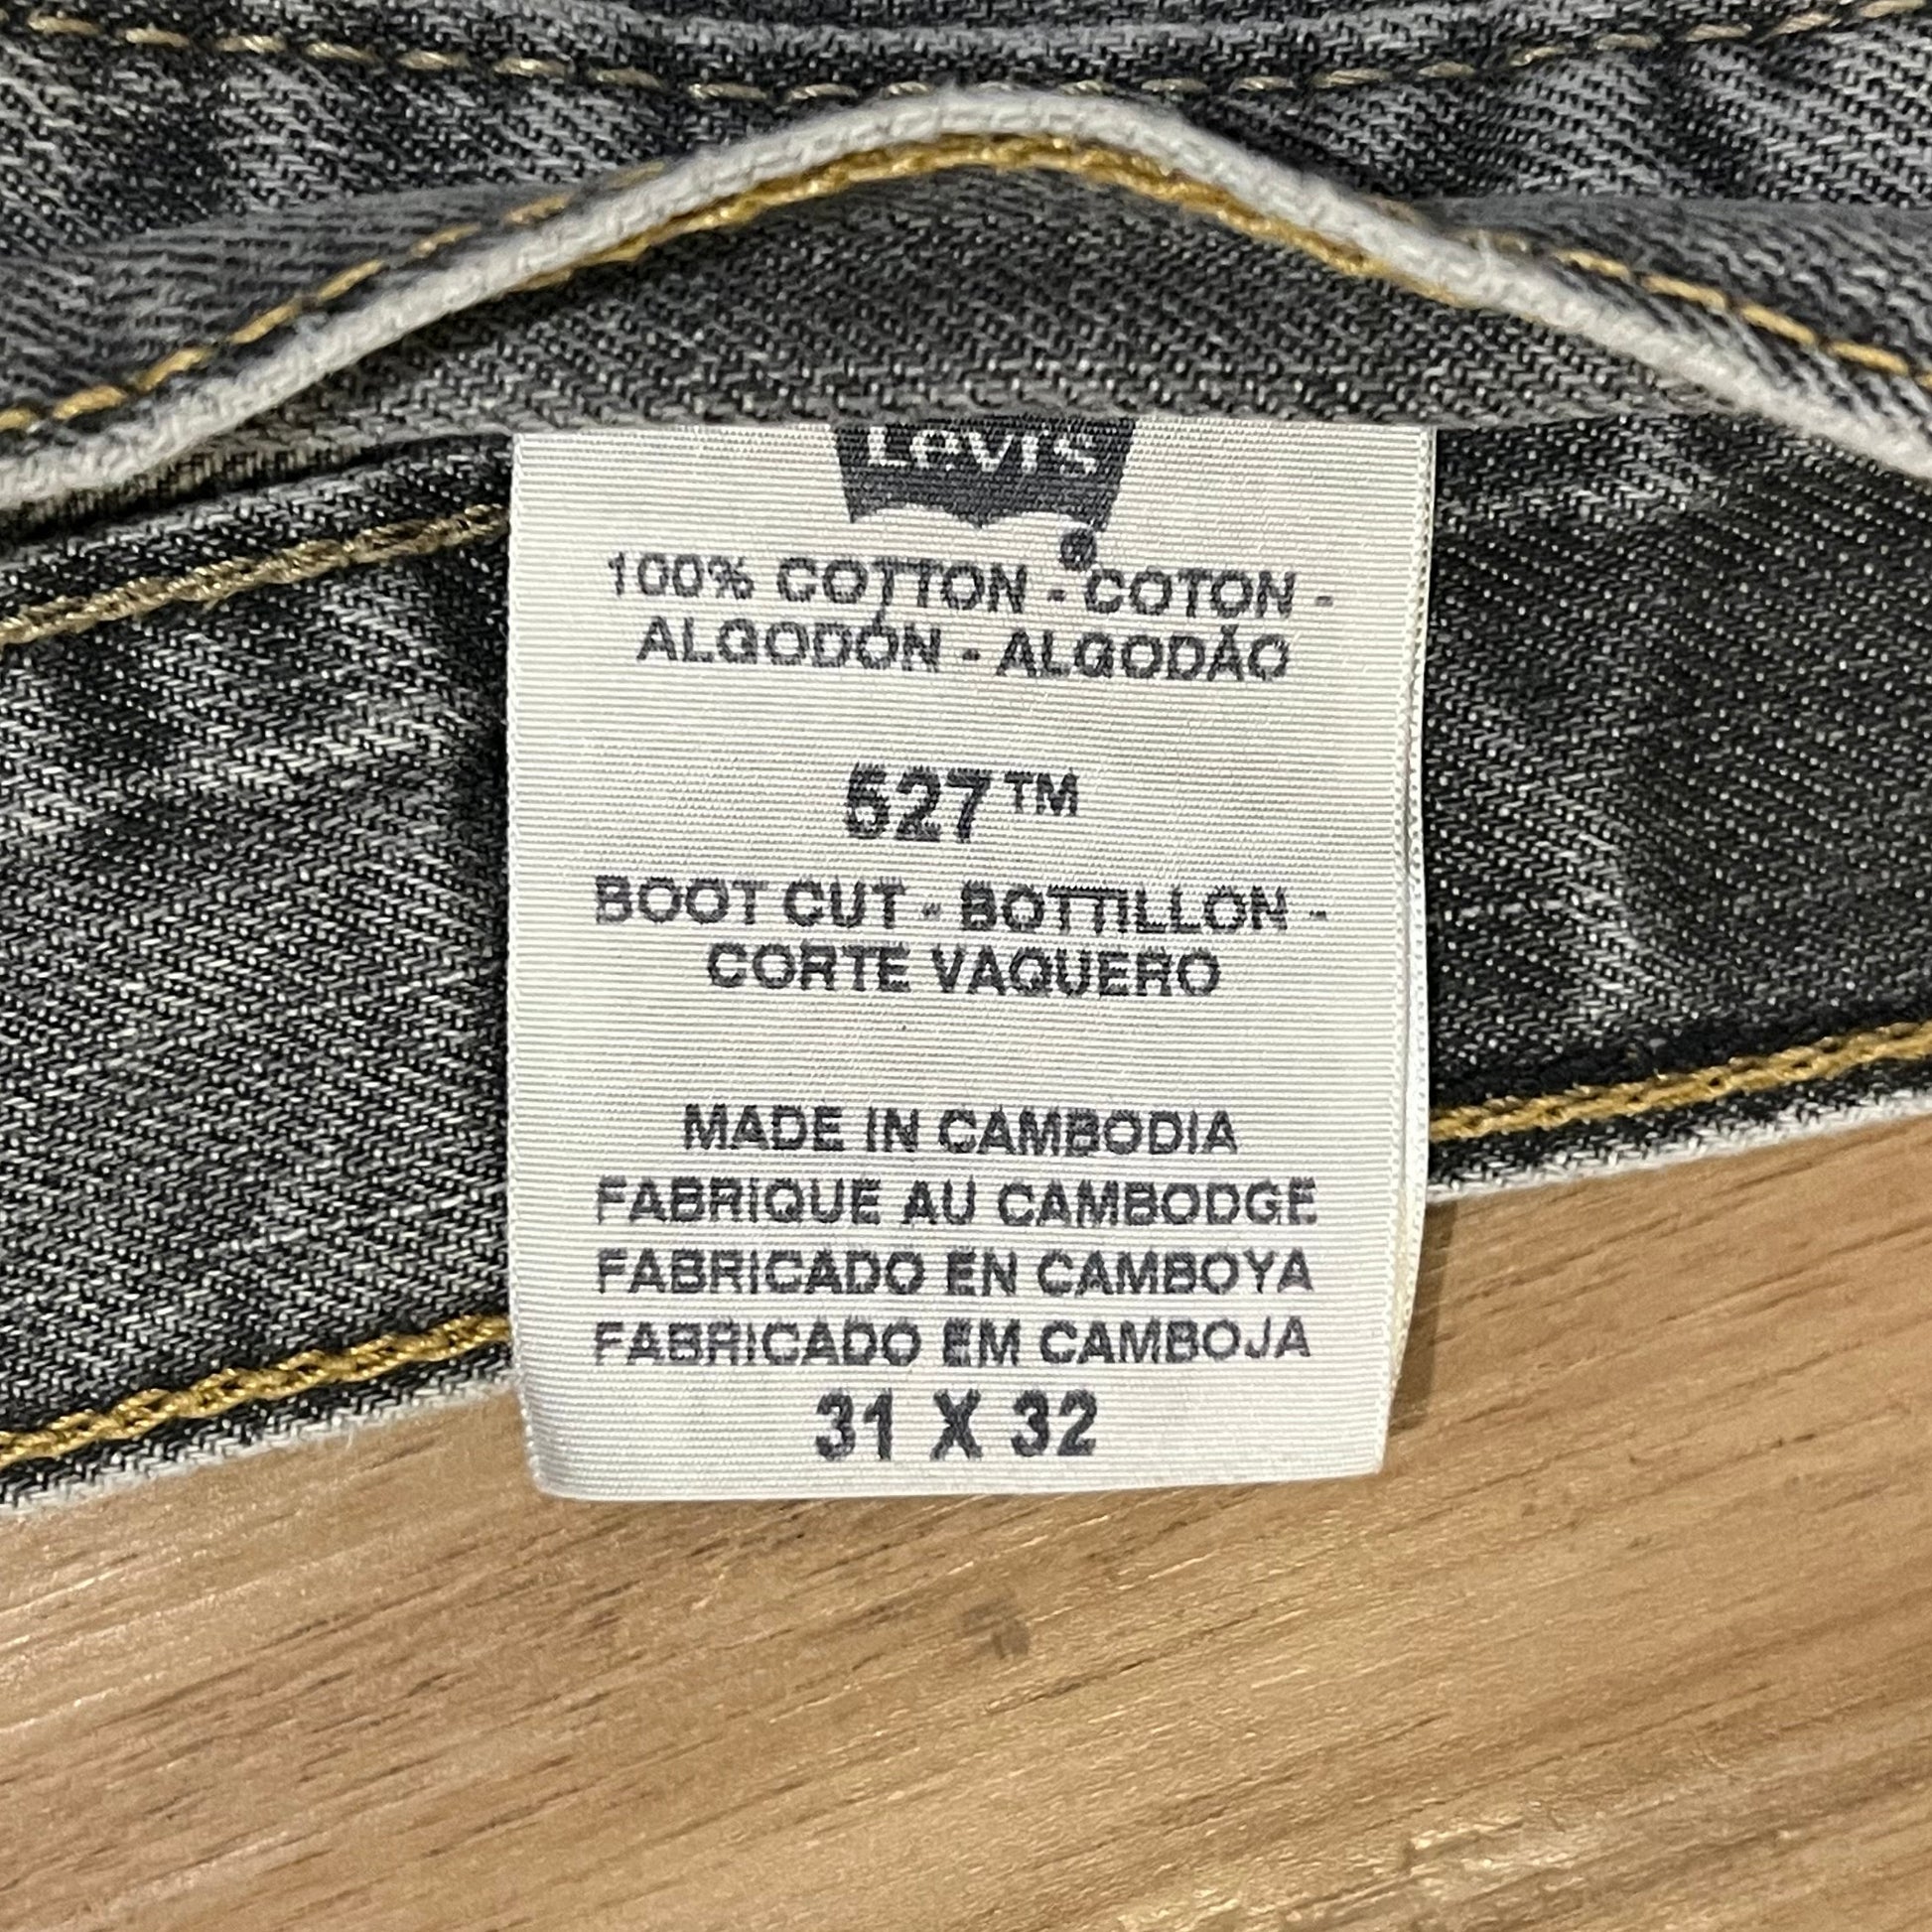 Levi's
®
100% COTTON - COTON -
ALGODÓN - ALGODÃO
527™
BOOT CUT - BOTTILLON -
CORTE VAQUERO
MADE IN CAMBODIA
FABRIQUE AU CAMBODGE
FABRICADO EN CAMBOYA
FABRICADO EM CAMBOJA
31 X 32